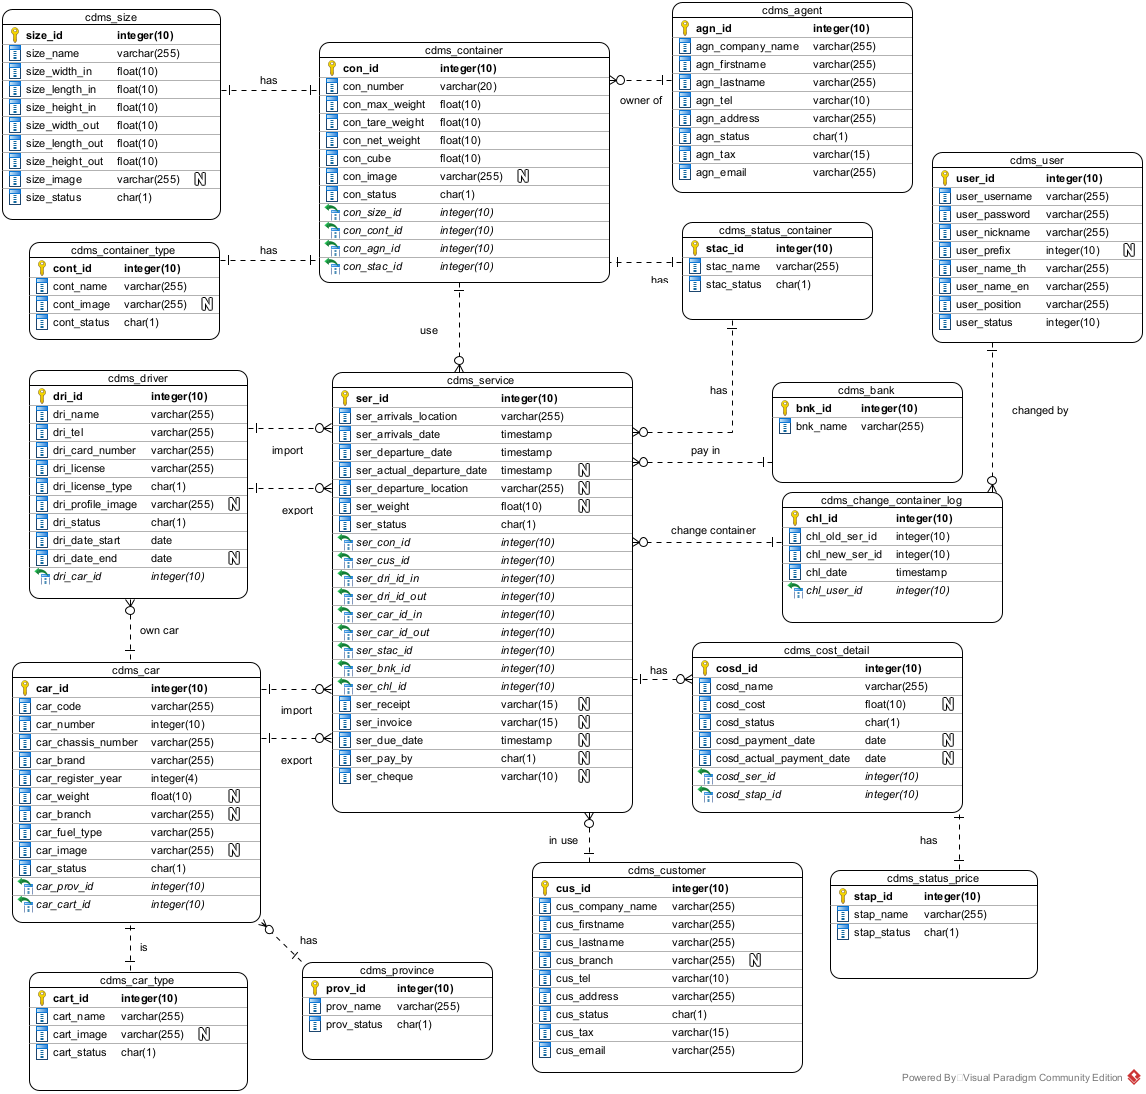 cdms_size
size_id integer(10)
size_name varchar(255)
size_width_in float(10)
size_length_in float(10)
size_height_in float(10)
size_width_out float(10)
size_length_out float(10)
size_height_out float(10)
size_image varchar(255) N
size_status char(1)
has
cdms_container
con_id integer(10)
con_number varchar(20)
con_max_weight float(10)
con_tare_weight float(10)
con_net_weight float(10)
con_cube float(10)
con_image varchar(255) N
con_status char(1)
con_size_id integer(10)
con_cont_id integer(10)
con_agn_id integer(10)
con_stac_id integer(10)
owner of
cdms_agent
agn_id integer(10)
agn_company_name varchar(255)
agn_firstname varchar(255)
agn_lastname varchar(255)
agn_tel varchar(10)
agn_address varchar(255)
agn_status char(1)
agn_tax varchar(15)
agn_email varchar(255)
cdms_user
user_id integer(10)
user_username varchar(255)
user_password varchar(255)
user_nickname varchar(255)
user_prefix integer(10) N
user_name_th varchar(255)
user_name_en varchar(255)
user_position varchar(255)
user_status integer(10)
cdms_container_type
cont_id integer(10)
cont_name varchar(255)
cont_image varchar(255) N
cont_status char(1)
has
has
cdms_status_container
stac_id integer(10)
stac_name varchar(255)
stac_status char(1)
use
has
changed by
cdms_driver
dri_id integer(10)
dri_name varchar(255)
dri_tel varchar(255)
dri_card_number varchar(255)
dri_license varchar(255)
dri_license_type char(1)
dri_profile_image varchar(255) N
dri_status char(1)
dri_date_start date
dri_date_end date N
dri_car_id integer(10)
import
export
cdms_service
ser_id integer(10)
ser_arrivals_location varchar(255)
ser_arrivals_date timestamp
ser_departure_date timestamp
ser_actual_departure_date timestamp N
ser_departure_location varchar(255) N
ser_weight float(10) N
ser_status char(1)
ser_con_id integer(10)
ser_cus_id integer(10)
ser_dri_id_in integer(10)
ser_dri_id_out integer(10)
ser_car_id_in integer(10)
ser_car_id_out integer(10)
ser_stac_id integer(10)
ser_bnk_id integer(10)
ser_chl_id integer(10)
ser_receipt varchar(15) N
ser_invoice varchar(15) N
ser_due_date timestamp N
ser_pay_by char(1) N
ser_cheque varchar(10) N
pay in
cdms_bank
bnk_id integer(10)
bnk_name varchar(255)
change container
cdms_change_container_log
chl_id integer(10)
chl_old_ser_id integer(10)
chl_new_ser_id integer(10)
chl_date timestamp
chl_user_id integer(10)
own car
cdms_car
car_id integer(10)
car_code varchar(255)
car_number integer(10)
car_chassis_number varchar(255)
car_brand varchar(255)
car_register_year integer(4)
car_weight float(10) N
car_branch varchar(255) N
car_fuel_type varchar(255)
car_image varchar(255) N
car_status char(1)
car_prov_id integer(10)
car_cart_id integer(10)
import
export
has
cdms_cost_detail
cosd_id integer(10)
cosd_name varchar(255)
cosd_cost float(10) N
cosd_status char(1)
cosd_payment_date date N
cosd_actual_payment_date date N
cosd_ser_id integer(10)
cosd_stap_id integer(10)
in use
has
is
has
cdms_car_type
cart_id integer(10)
cart_name varchar(255)
cart_image varchar(255) N
cart_status char(1)
cdms_province
prov_id integer(10)
prov_name varchar(255)
prov_status char(1)
cdms_customer
cus_id integer(10)
cus_company_name varchar(255)
cus_firstname varchar(255)
cus_lastname varchar(255)
cus_branch varchar(255) N
cus_tel varchar(10)
cus_address varchar(255)
cus_status char(1)
cus_tax varchar(15)
cus_email varchar(255)
cdms_status_price
stap_id integer(10)
stap_name varchar(255)
stap_status char(1)
Powered By Visual Paradigm Community Edition